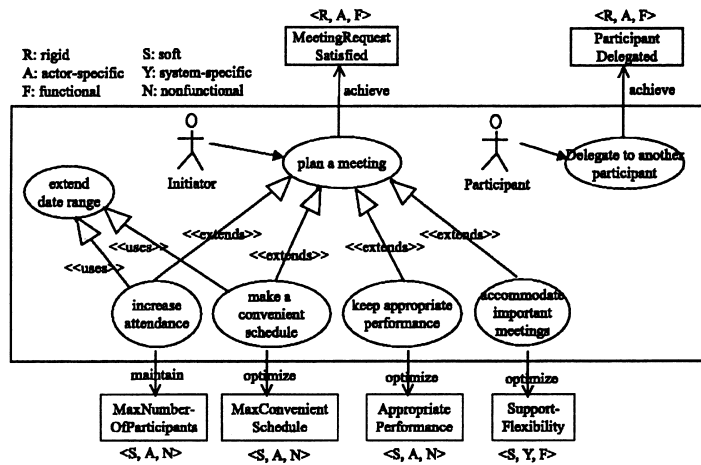 <R, A, F>
<R, A, F>
R: rigid
S: soft
A: actor-specific
Y: system-specific
F: functional
N: nonfunctional
MeetingRequest
Satisfied
Participant
Delegated
achieve
achieve
Initiator
plan a meeting
Participant
Delegate to another
participant
extend
date range
<<uses>>
<<uses>>
<<extends>>
<<extends>>
<<extends>>
<<extends>>
increase
attendance
make a
convenient
schedule
keep appropriate
performance
accommodate
important
meetings
maintain
optimize
optimize
optimize
MaxNumber-
OfParticipants
MaxConvenient
Schedule
Appropriate
Performance
Support-
Flexibility
<S, A, N>
<S, A, N>
<S, A, N>
<S, Y, F>